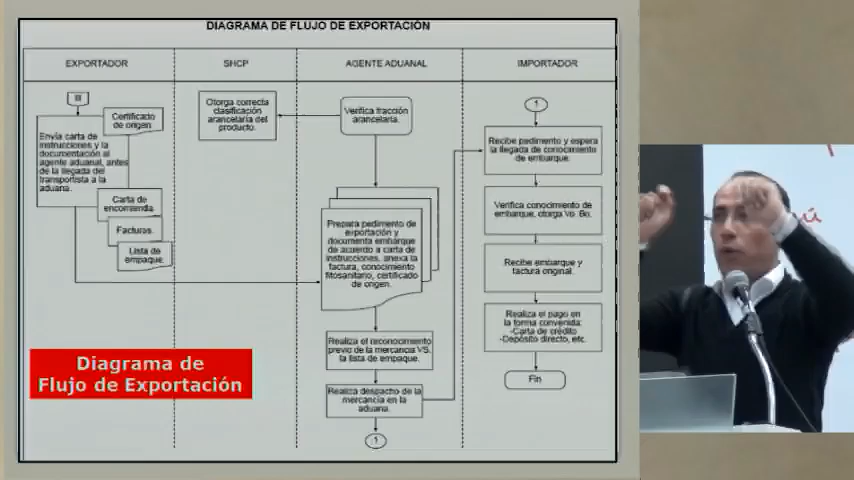 DIAGRAMA DE FLUJO DE EXPORTACIÓN
EXPORTADOR
SHCP
AGENTE ADUANAL
IMPORTADOR
III
Certificado
de origen.
Envía carta de
instrucciones y la
documentación al
agente aduanal, antes
de la llegada del
transportista a la
aduana.
Carta de
encomienda.
Facturas.
Lista de
empaque.
Otorga correcta
clasificación
arancelaria del
producto.
Verifica fracción
arancelaria.
Prepara pedimento de
exportación y
documenta embarque
de acuerdo a carta de
instrucciones, anexa la
factura, conocimiento
fitosanitario, certificado
de origen.
Realiza el reconocimiento
previo de la mercancía VS.
la lista de empaque.
Realiza despacho de la
mercancía en la
aduana.
1
1
Recibe pedimento y espera
la llegada de conocimiento
de embarque.
Verifica conocimiento de
embarque, otorga Vo. Bo.
Recibe embarque y
factura original.
Realiza el pago en
la forma convenida:
-Carta de crédito
-Depósito directo, etc.
Fin
Diagrama de
Flujo de Exportación